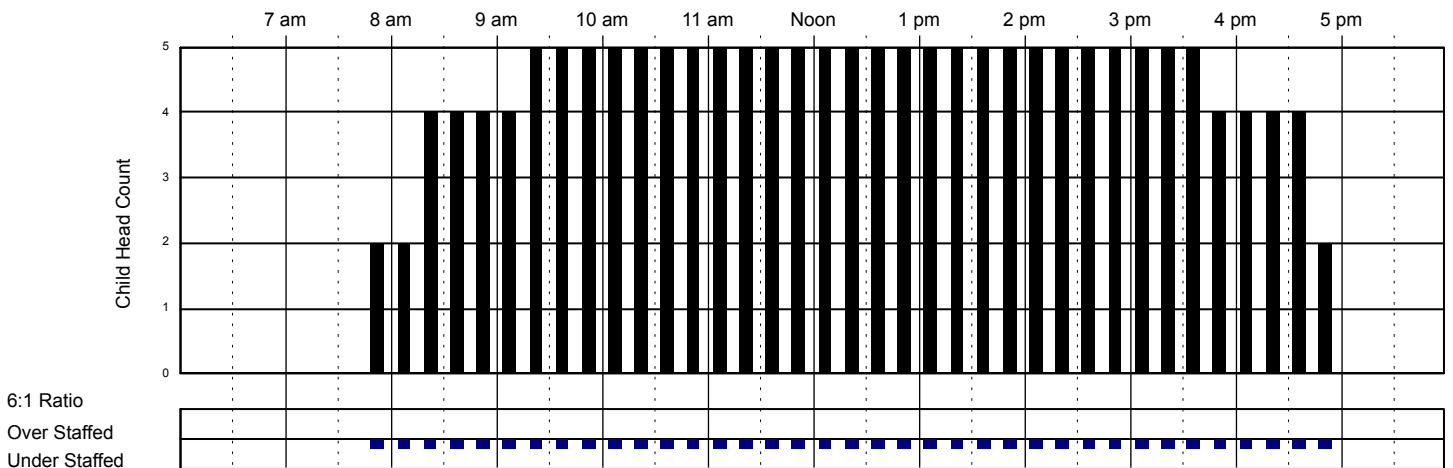 7 am 8 am 9 am 10 am 11 am Noon 1 pm 2 pm 3 pm 4 pm 5 pm
5
4
3
2
1
0
Child Head Count
6:1 Ratio
Over Staffed
Under Staffed